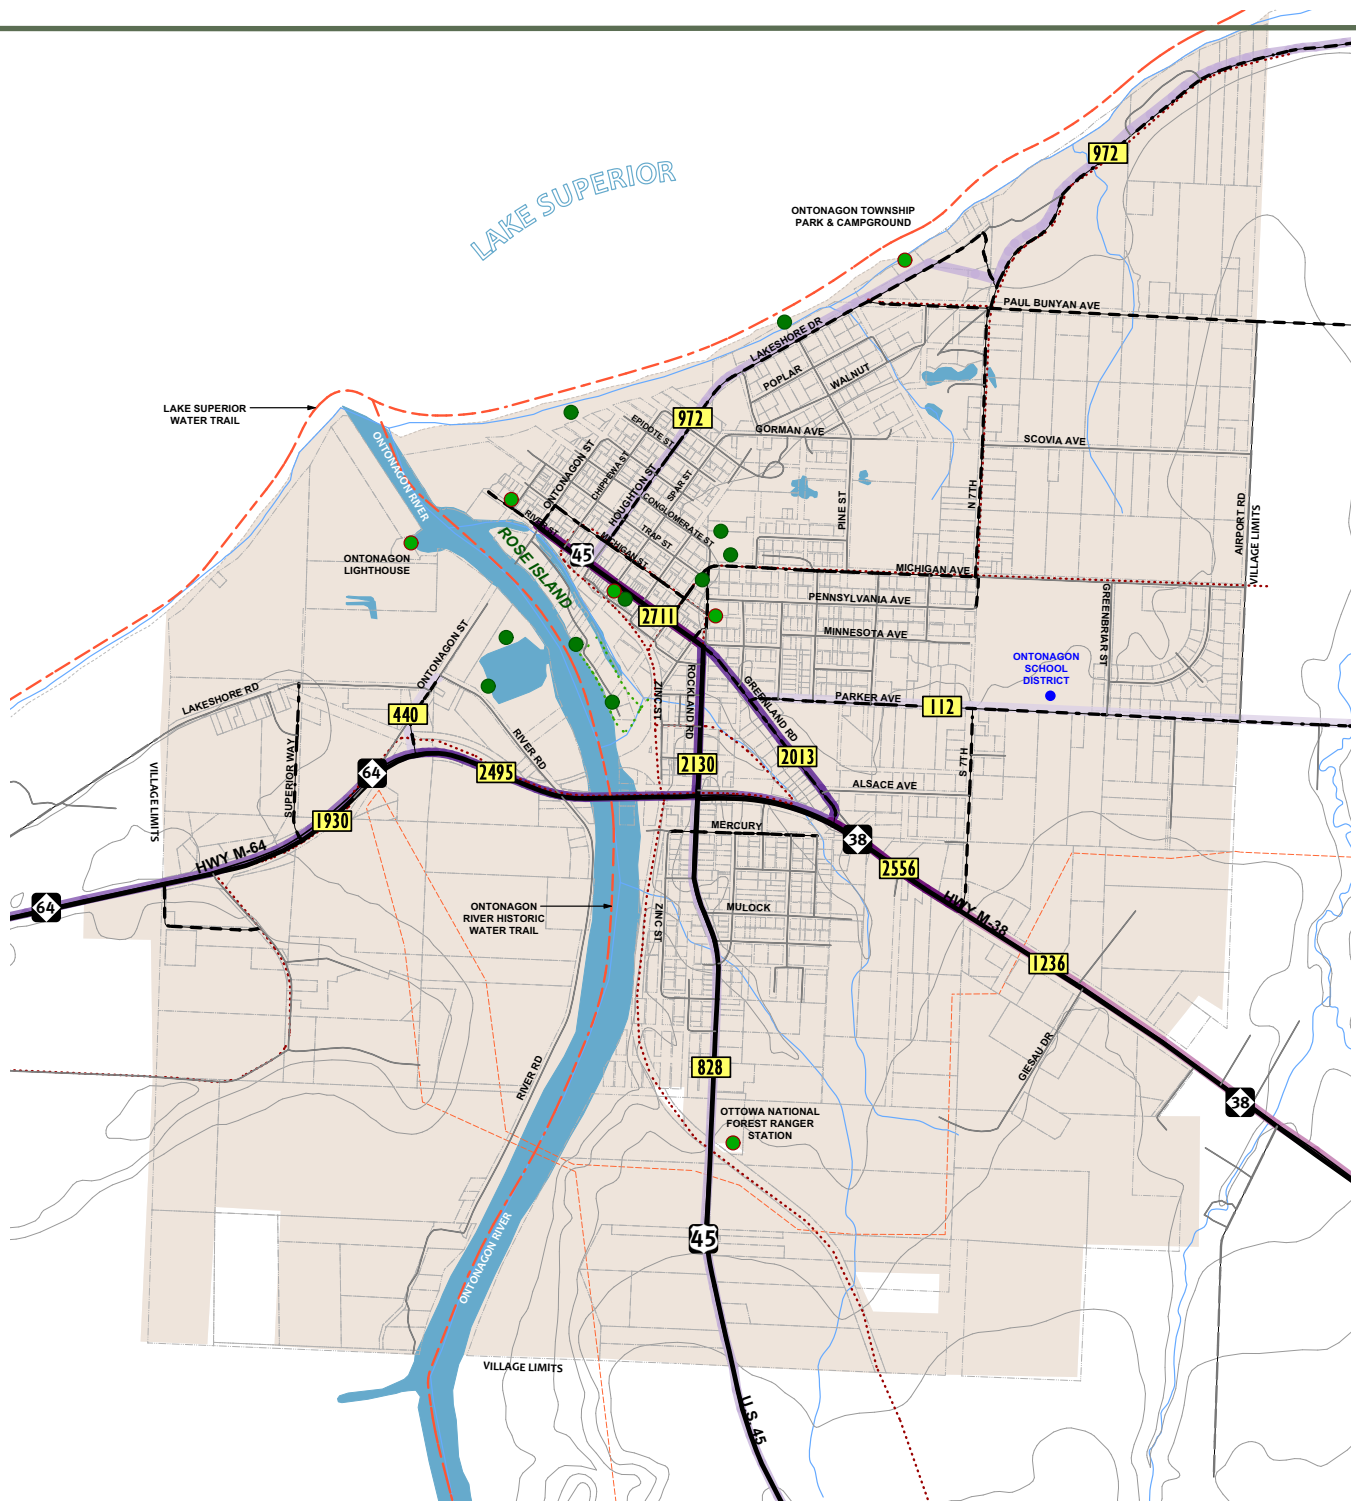 972
LAKE SUPERIOR
ONTONAGON TOWNSHIP
PARK & CAMPGROUND
PAUL BUNYAN AVE
LAKESHORE DR
POPLAR
WALNUT
LAKE SUPERIOR
WATER TRAIL
972
EPIDOTE ST
GORMAN AVE
SCOVIA AVE
ONTONAGON RIVER
ONTONAGON ST
CHIPPEWA ST
HOUGHTON ST
SPAR ST
CONGLOMERATE ST
PINE ST
N 7TH
AIRPORT RD
VILLAGE LIMITS
RIVER ST
TRAP ST
MICHIGAN ST
45
ROSE ISLAND
ONTONAGON
LIGHTHOUSE
MICHIGAN AVE
PENNSYLVANIA AVE
GREENBRIAR ST
2711
MINNESOTA AVE
ONTONAGON ST
ONTONAGON
SCHOOL
DISTRICT
LAKESHORE RD
ZINC ST
ROCKLAND RD
GREENLAND RD
PARKER AVE
112
440
RIVER RD
2013
2130
S 7TH
SUPERIOR WAY
VILLAGE LIMITS
64
2495
ALSACE AVE
1930
MERCURY
38
HWY M-64
2556
64
ONTONAGON
RIVER HISTORIC
WATER TRAIL
ZINC ST
MULOCK
HWY M-38
1236
GIESAU DR
RIVER RD
828
38
OTTOWA NATIONAL
FOREST RANGER
STATION
45
ONTONAGON RIVER
VILLAGE LIMITS
U.S. 45